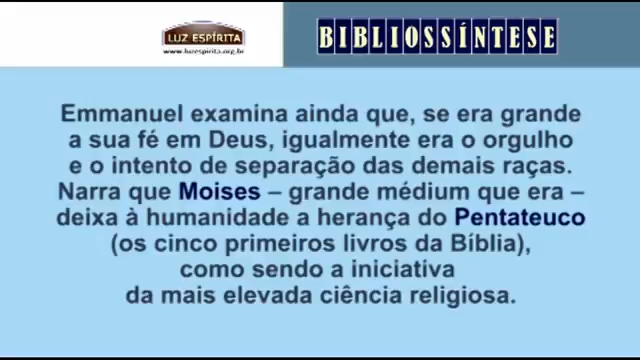 LUZ ESPÍRITA
www.luzespirita.org.br
BIBLIOSSÍNTESE
Emmanuel examina ainda que, se era grande
a sua fé em Deus, igualmente era o orgulho
e o intento de separação das demais raças.
Narra que Moises – grande médium que era –
deixa à humanidade a herança do Pentateuco
(os cinco primeiros livros da Bíblia),
como sendo a iniciativa
da mais elevada ciência religiosa.